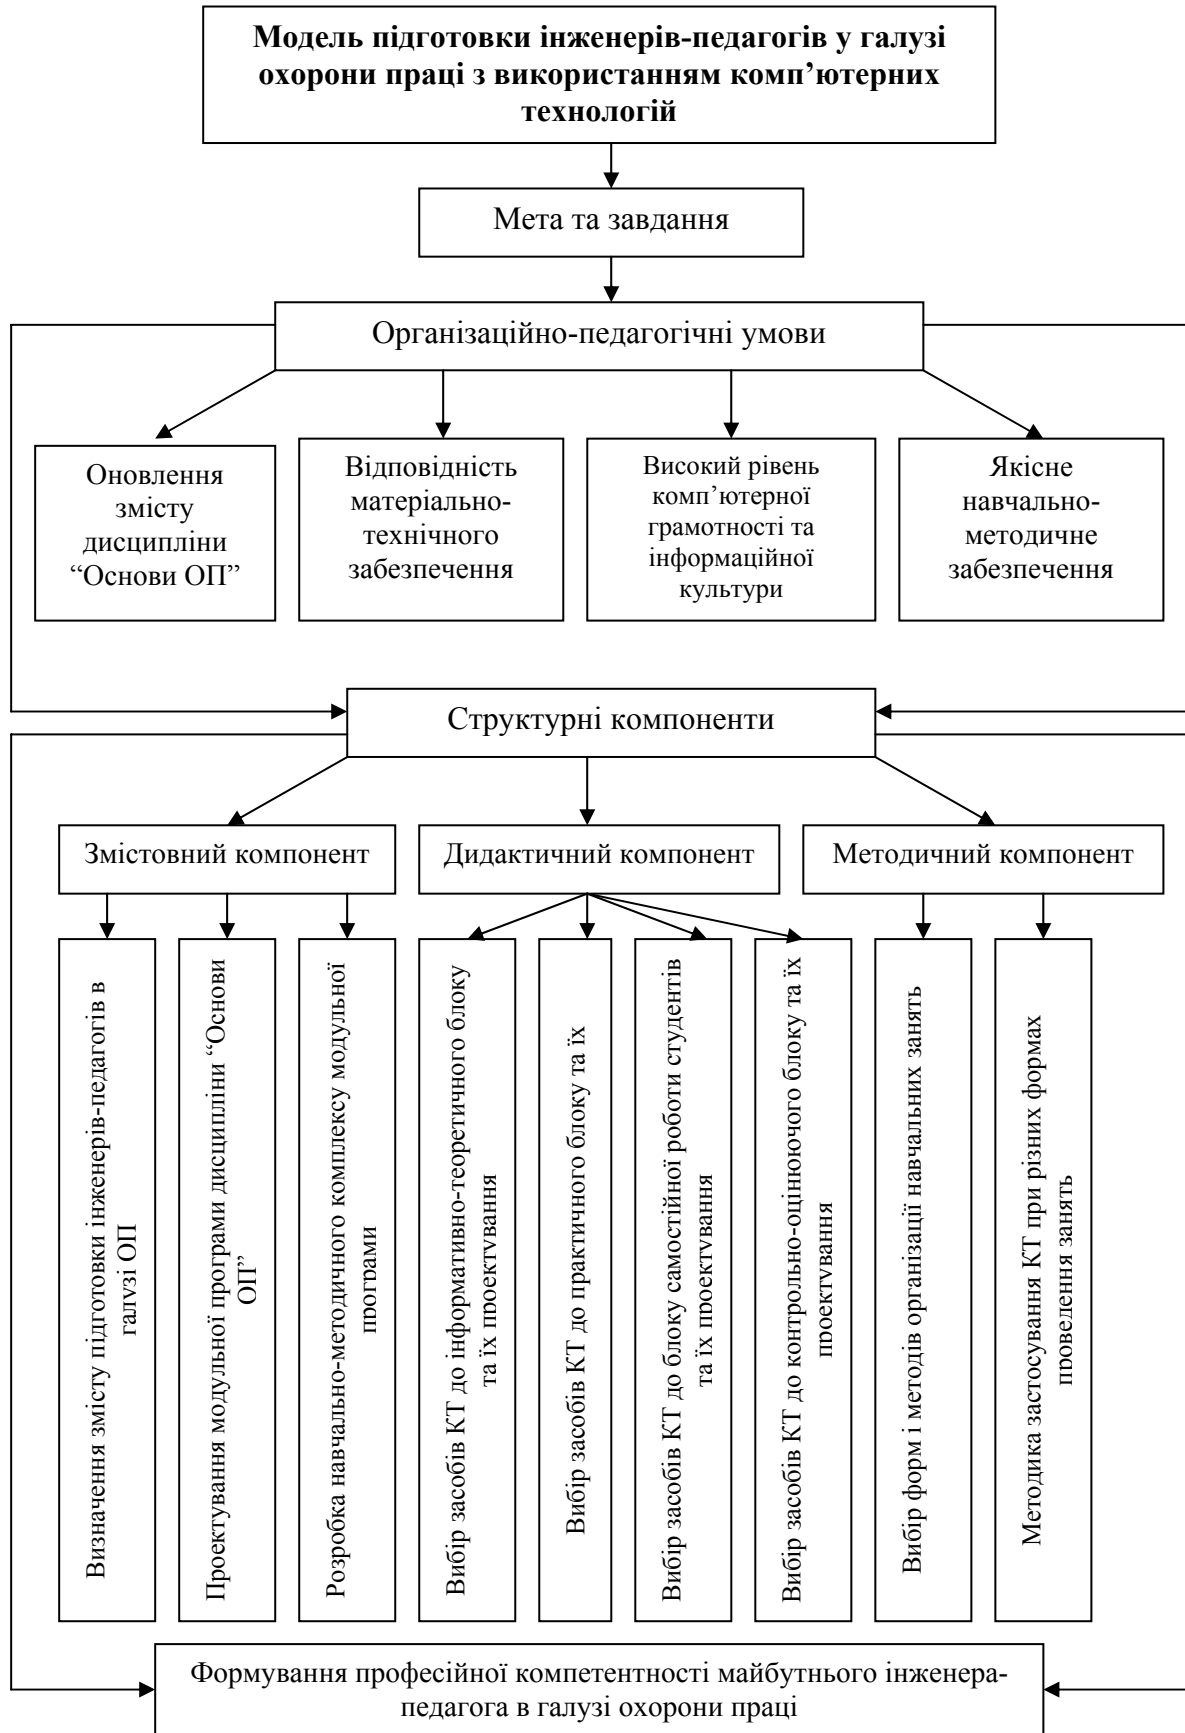 Модель підготовки інженерів-педагогів у галузі
охорони праці з використанням комп’ютерних
технологій
Мета та завдання
Організаційно-педагогічні умови
Оновлення
змісту
дисципліни
“Основи ОП”
Відповідність
матеріально-
технічного
забезпечення
Високий рівень
комп’ютерної
грамотності та
інформаційної
культури
Якісне
навчально-
методичне
забезпечення
Структурні компоненти
Змістовний компонент
Дидактичний компонент
Методичний компонент
Визначення змісту підготовки інженерів-педагогів в
галузі ОП
Проектування модульної програми дисципліни “Основи
ОП”
Розробка навчально-методичного комплексу модульної
програми
Вибір засобів КТ до інформативно-теоретичного блоку
та їх проектування
Вибір засобів КТ до практичного блоку та їх
Вибір засобів КТ до блоку самостійної роботи студентів
та їх проектування
Вибір засобів КТ до контрольно-оцінюючого блоку та їх
проектування
Вибір форм і методів організації навчальних занять
Методика застосування КТ при різних формах
проведення занять
Формування професійної компетентності майбутнього інженера-
педагога в галузі охорони праці